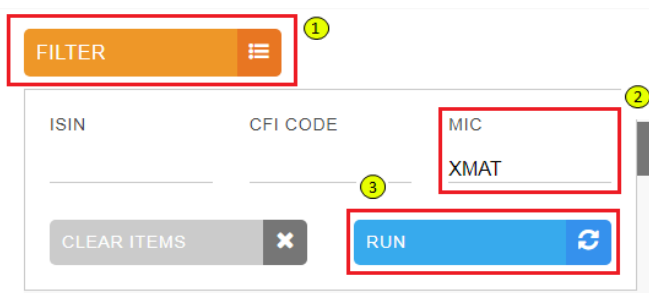 1
FILTER
2
ISIN CFI CODE MIC
XMAT
3
CLEAR ITEMS RUN